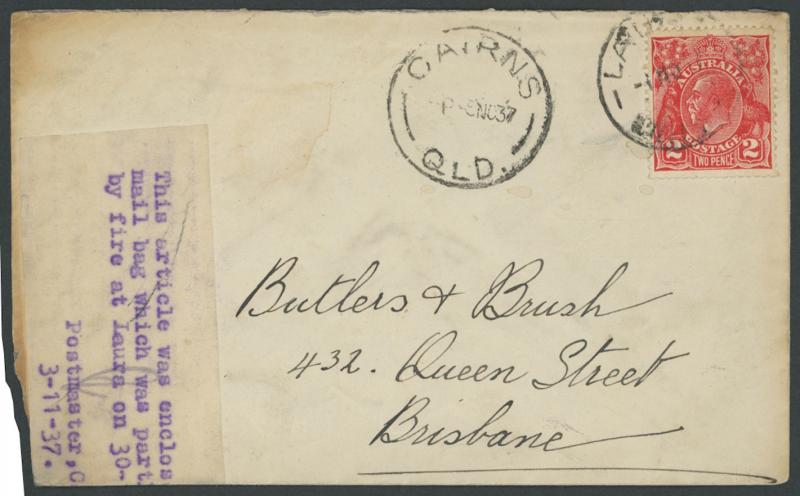 CAIRNS
NO37
QLD.
AUSTRALIA
POSTAGE
2 TWO PENCE 2
Butlers & Brush
432. Queen Street
Brisbane
This article was enclos
mail bag which was part
by fire at Laura on 30-
Postmaster, C
3-11-37.